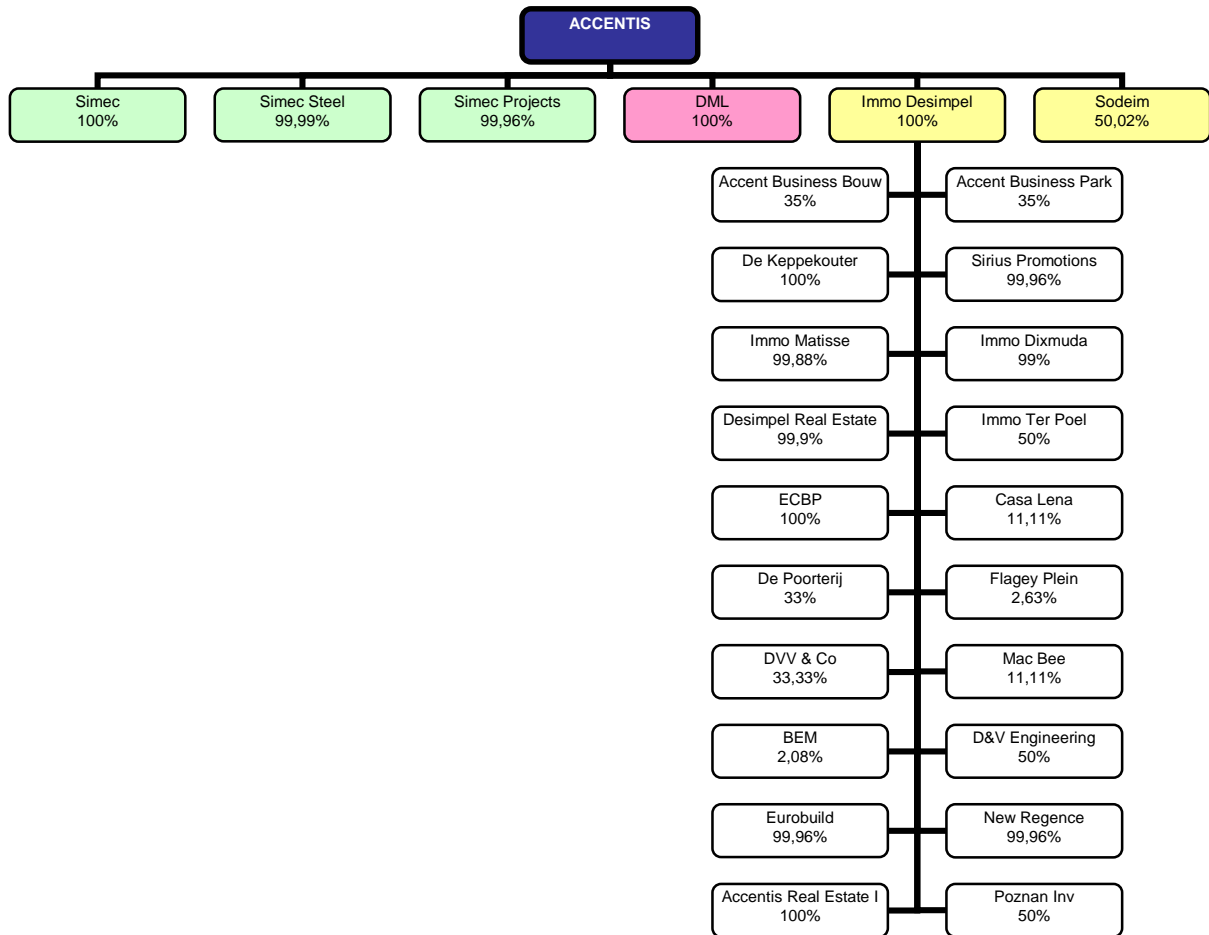 ACCENTIS
Simec
100%
Simec Steel
99,99%
Simec Projects
99,96%
DML
100%
Immo Desimpel
100%
Sodeim
50,02%
Accent Business Bouw
35%
Accent Business Park
35%
De Keppekouter
100%
Sirius Promotions
99,96%
Immo Matisse
99,88%
Immo Dixmuda
99%
Desimpel Real Estate
99,9%
Immo Ter Poel
50%
ECBP
100%
Casa Lena
11,11%
De Poorterij
33%
Flagey Plein
2,63%
DVV & Co
33,33%
Mac Bee
11,11%
BEM
2,08%
D&V Engineering
50%
Eurobuild
99,96%
New Regence
99,96%
Accentis Real Estate I
100%
Poznan Inv
50%